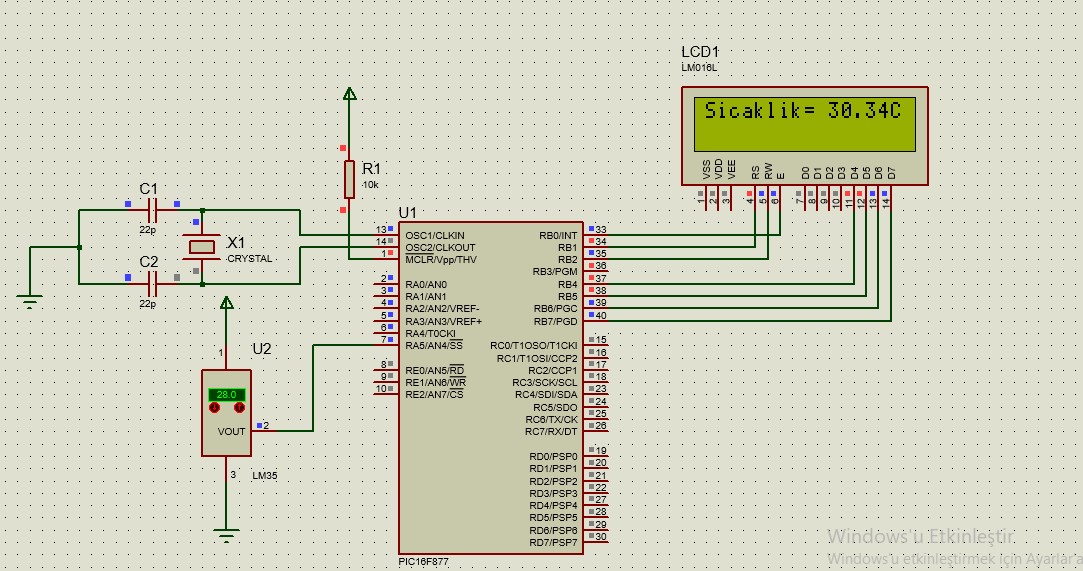 LCD1
LM016L
Sicaklik= 30.34C
VSS VDD VEE RS RW E D0 D1 D2 D3 D4 D5 D6 D7
1 2 3 4 5 6 7 8 9 10 11 12 13 14
R1
10k
C1
22p
X1
CRYSTAL
C2
22p
U1
13 OSC1/CLKIN
14 OSC2/CLKOUT
1 MCLR/Vpp/THV
2 RA0/AN0
3 RA1/AN1
4 RA2/AN2/VREF-
5 RA3/AN3/VREF+
6 RA4/T0CKI
7 RA5/AN4/SS
8 RE0/AN5/RD
9 RE1/AN6/WR
10 RE2/AN7/CS
RB0/INT 33
RB1 34
RB2 35
RB3/PGM 36
RB4 37
RB5 38
RB6/PGC 39
RB7/PGD 40
RC0/T1OSO/T1CKI 15
RC1/T1OSI/CCP2 16
RC2/CCP1 17
RC3/SCK/SCL 18
RC4/SDI/SDA 23
RC5/SDO 24
RC6/TX/CK 25
RC7/RX/DT 26
RD0/PSP0 19
RD1/PSP1 20
RD2/PSP2 21
RD3/PSP3 22
RD4/PSP4 27
RD5/PSP5 28
RD6/PSP6 29
RD7/PSP7 30
PIC16F877
1
U2
28.0
VOUT
2
3
LM35
Windows'u Etkinleştir
Windows'u etkinleştirmek için Ayarlar'a